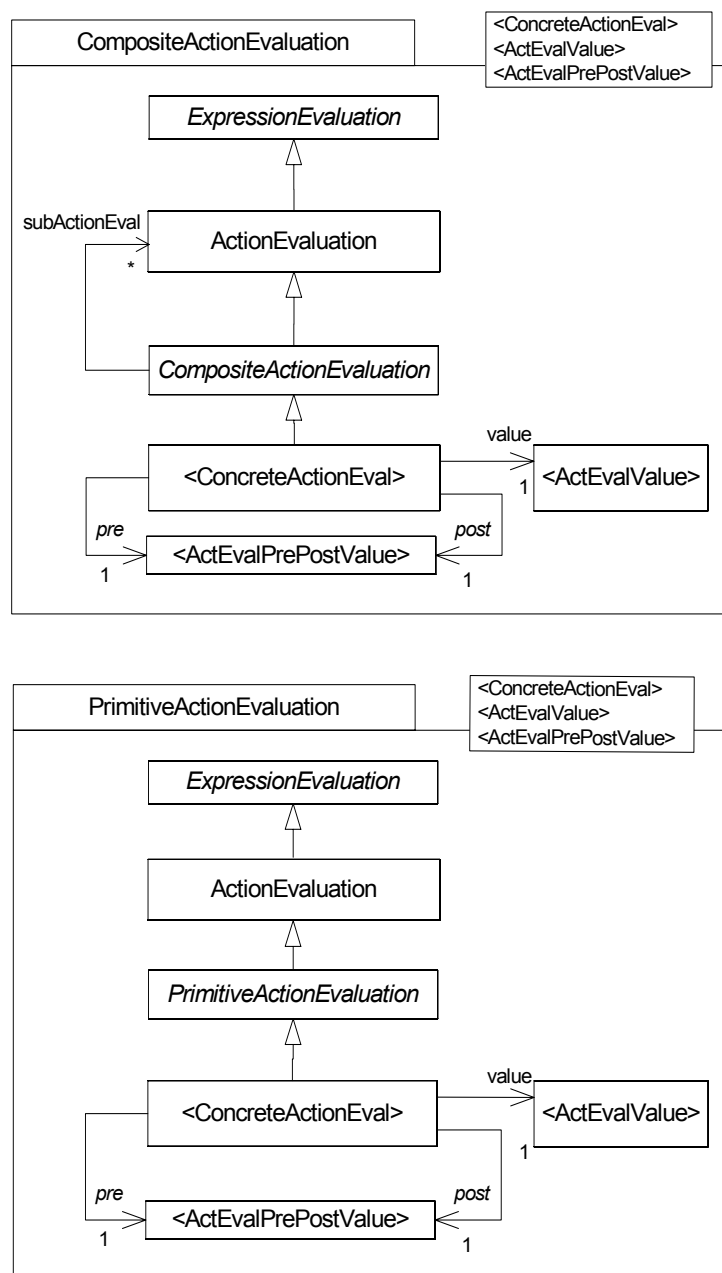 CompositeActionEvaluation
<ConcreteActionEval>
<ActEvalValue>
<ActEvalPrePostValue>
ExpressionEvaluation
subActionEval
ActionEvaluation
*
CompositeActionEvaluation
value
<ConcreteActionEval>
<ActEvalValue>
1
pre
post
<ActEvalPrePostValue>
1
1
PrimitiveActionEvaluation
<ConcreteActionEval>
<ActEvalValue>
<ActEvalPrePostValue>
ExpressionEvaluation
ActionEvaluation
PrimitiveActionEvaluation
value
<ConcreteActionEval>
<ActEvalValue>
1
pre
post
<ActEvalPrePostValue>
1
1